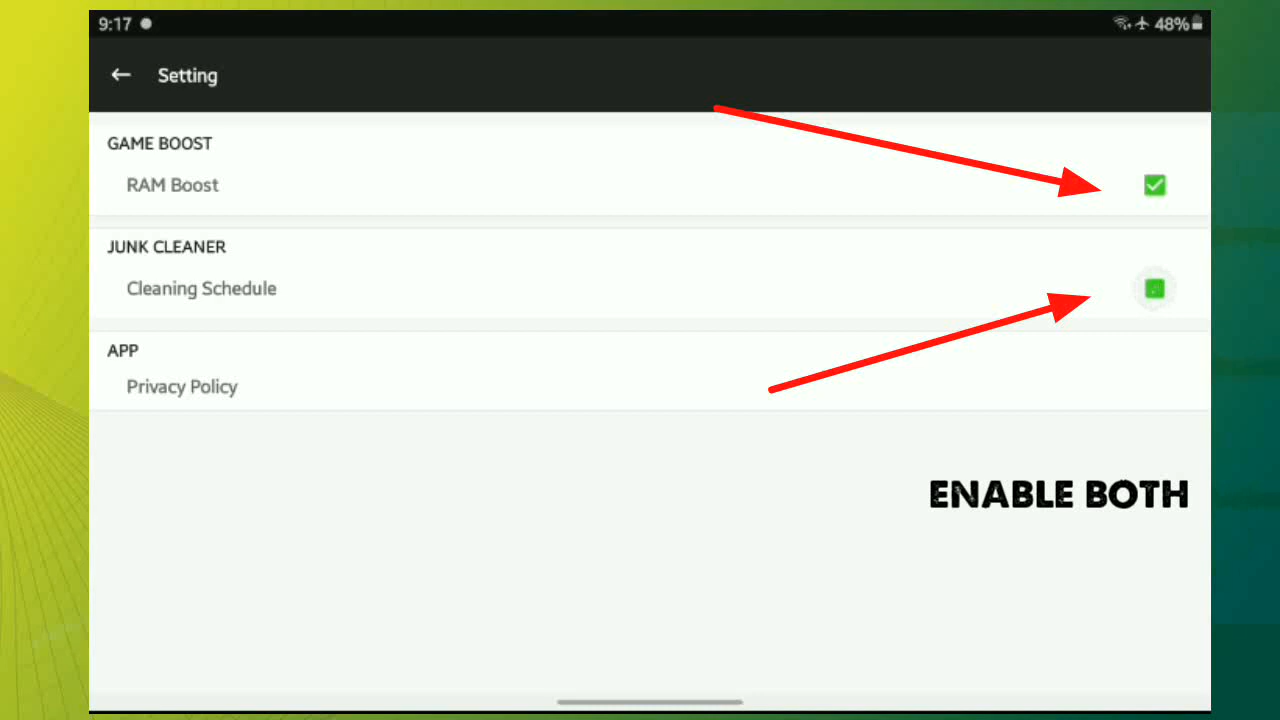 9:17
48%
Setting
GAME BOOST
RAM Boost
JUNK CLEANER
Cleaning Schedule
APP
Privacy Policy
ENABLE BOTH